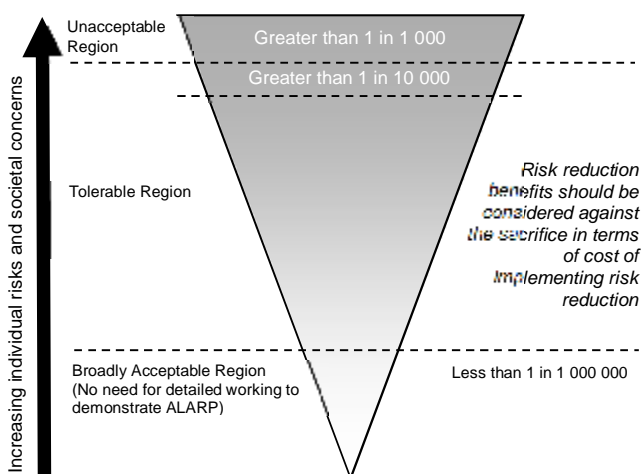 Increasing individual risks and societal concerns
Unacceptable
Region
Greater than 1 in 1 000
Greater than 1 in 10 000
Tolerable Region
Risk reduction
benefits should be
considered against
the sacrifice in terms
of cost of
implementing risk
reduction
Broadly Acceptable Region
(No need for detailed working to
demonstrate ALARP)
Less than 1 in 1 000 000